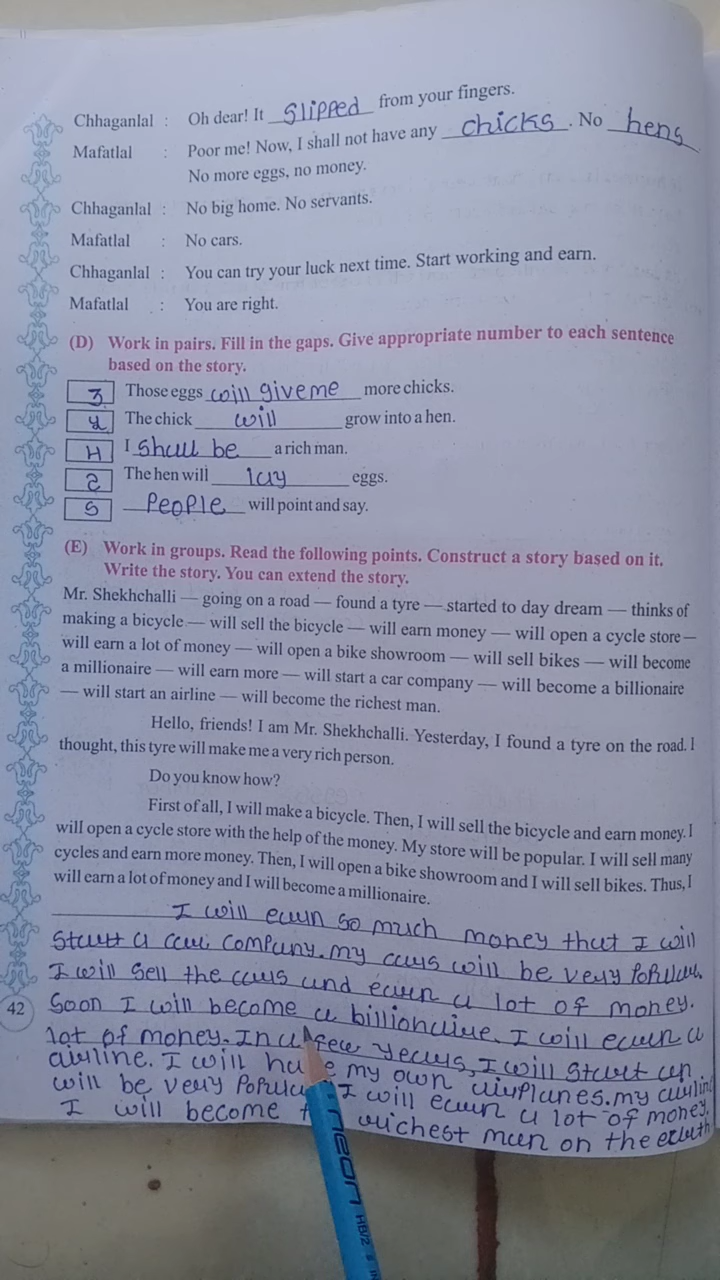 Chhaganlal : Oh dear! It slipped from your fingers.
Mafatlal : Poor me! Now, I shall not have any chicks. No hens
No more eggs, no money.
Chhaganlal : No big home. No servants.
Mafatlal : No cars.
Chhaganlal : You can try your luck next time. Start working and earn.
Mafatlal : You are right.
(D) Work in pairs. Fill in the gaps. Give appropriate number to each sentence
based on the story.
3 Those eggs will give me more chicks.
The chick will grow into a hen.
I shall be a rich man.
2 The hen will lay eggs.
5 People will point and say.
(E) Work in groups. Read the following points. Construct a story based on it.
Write the story. You can extend the story.
Mr. Shekhchalli — going on a road — found a tyre — started to day dream — thinks of
making a bicycle — will sell the bicycle — will earn money — will open a cycle store —
will earn a lot of money — will open a bike showroom — will sell bikes — will become
a millionaire — will earn more — will start a car company — will become a billionaire
— will start an airline — will become the richest man.
Hello, friends! I am Mr. Shekhchalli. Yesterday, I found a tyre on the road. I
thought, this tyre will make me a very rich person.
Do you know how?
First of all, I will make a bicycle. Then, I will sell the bicycle and earn money. I
will open a cycle store with the help of the money. My store will be popular. I will sell many
cycles and earn more money. Then, I will open a bike showroom and I will sell bikes. Thus, I
will earn a lot of money and I will become a millionaire.
I will earn so much money that I will
start a car company. my cars will be very popular.
I will sell the cars and earn a lot of money.
42
Soon I will become a billionaire. I will earn a
lot of money. In a few years, I will start an
airline. I will have my own airplanes. my airline
will be very popular I will earn a lot of money.
I will become richest man on the earth
neon HB/2